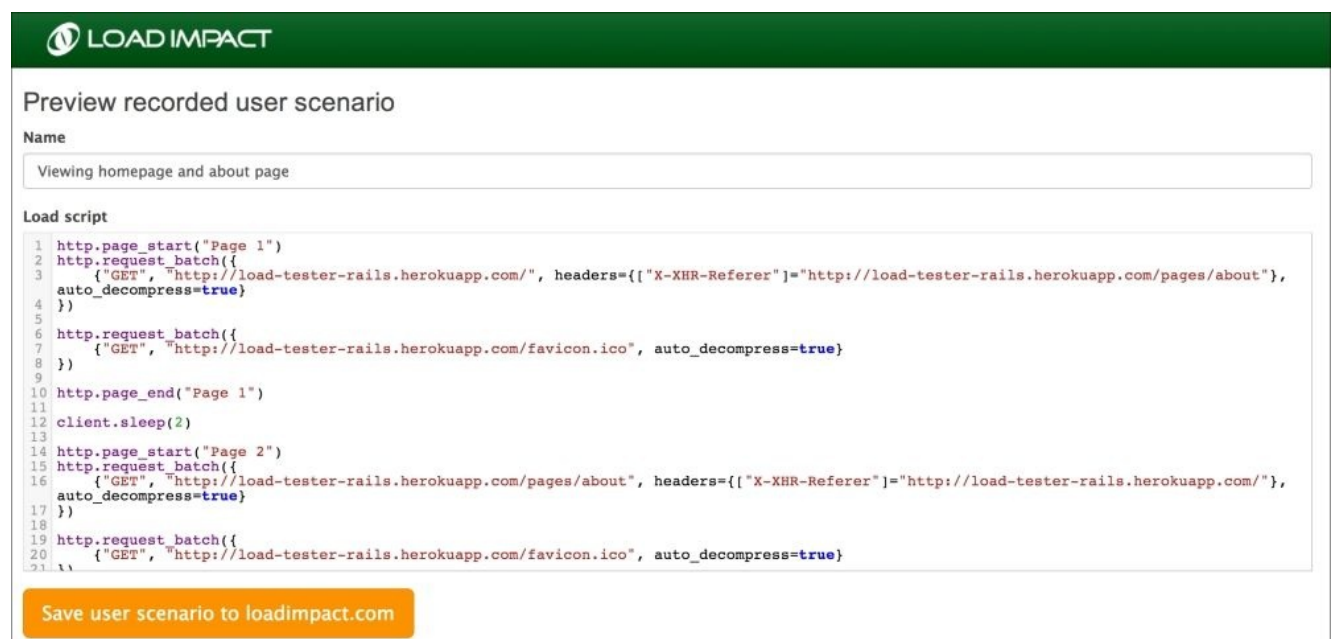 LOAD IMPACT
Preview recorded user scenario
Name
Viewing homepage and about page
Load script
1 http.page_start("Page 1")
2 http.request_batch({
3     {"GET", "http://load-tester-rails.herokuapp.com/", headers={["X-XHR-Referer"]="http://load-tester-rails.herokuapp.com/pages/about"},
auto_decompress=true}
4 })
5
6 http.request_batch({
7     {"GET", "http://load-tester-rails.herokuapp.com/favicon.ico", auto_decompress=true}
8 })
9
10 http.page_end("Page 1")
11
12 client.sleep(2)
13
14 http.page_start("Page 2")
15 http.request_batch({
16     {"GET", "http://load-tester-rails.herokuapp.com/pages/about", headers={["X-XHR-Referer"]="http://load-tester-rails.herokuapp.com/"},
auto_decompress=true}
17 })
18
19 http.request_batch({
20     {"GET", "http://load-tester-rails.herokuapp.com/favicon.ico", auto_decompress=true}
21 })
Save user scenario to loadimpact.com